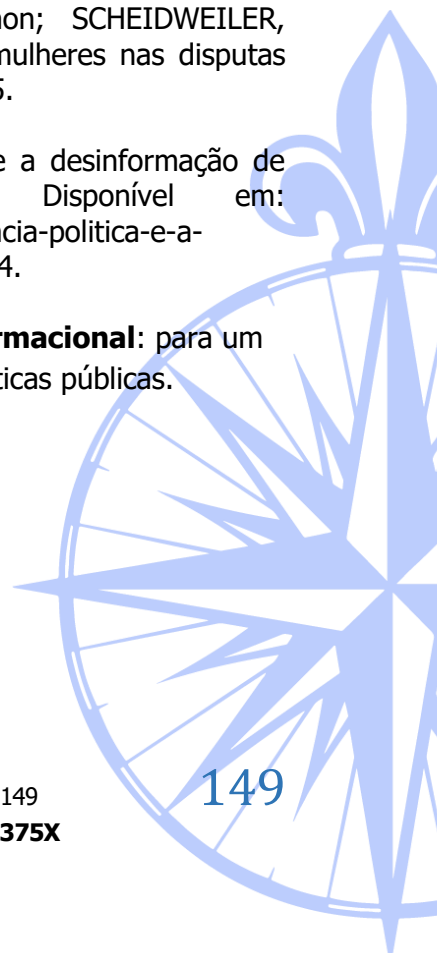 non; SCHEIDWEILER,
mulheres nas disputas
5.
e a desinformação de
Disponível em:
ncia-politica-e-a-
4.
rmacional: para um
ticas públicas.
149
149
375X